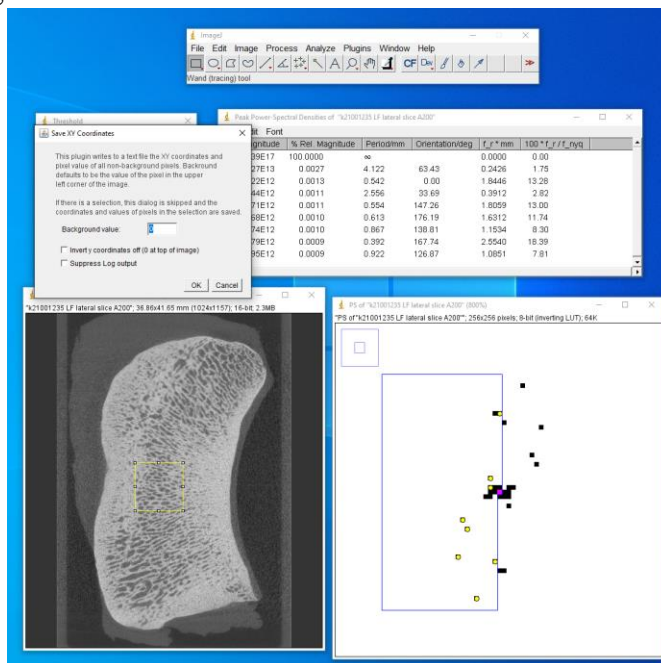 ImageJ
File Edit Image Process Analyze Plugins Window Help
CF Dev
Wand (tracing) tool
Threshold
Peak Power-Spectral Densities of "k21001235 LF lateral slice A200"
Font
% Rel. Magnitude Period/mm Orientation/deg f_r * mm 100 * f_r / f_nyq
39E17 100.0000 ∞ 0.0000 0.00
27E13 0.0027 4.122 63.43 0.2426 1.75
22E12 0.0013 0.542 0.00 1.8446 13.28
44E12 0.0011 2.556 33.69 0.3912 2.82
71E12 0.0011 0.554 147.26 1.8059 13.00
68E12 0.0010 0.613 176.19 1.6312 11.74
74E12 0.0010 0.867 138.81 1.1534 8.30
79E12 0.0009 0.392 167.74 2.5540 18.39
95E12 0.0009 0.922 126.87 1.0851 7.81
Save XY Coordinates
This plugin writes to a text file the XY coordinates and
pixel value of all non-background pixels. Backround
defaults to be the value of the pixel in the upper
left corner of the image.
If there is a selection, this dialog is skipped and the
coordinates and values of pixels in the selection are saved.
Background value: 0
Invert y coordinates off (0 at top of image)
Suppress Log output
OK Cancel
"k21001235 LF lateral slice A200"; 36.86x41.65 mm (1024x1157); 16-bit; 2.3MB
PS of "k21001235 LF lateral slice A200" (800%)
"PS of "k21001235 LF lateral slice A200""; 256x256 pixels; 8-bit (inverting LUT); 64K